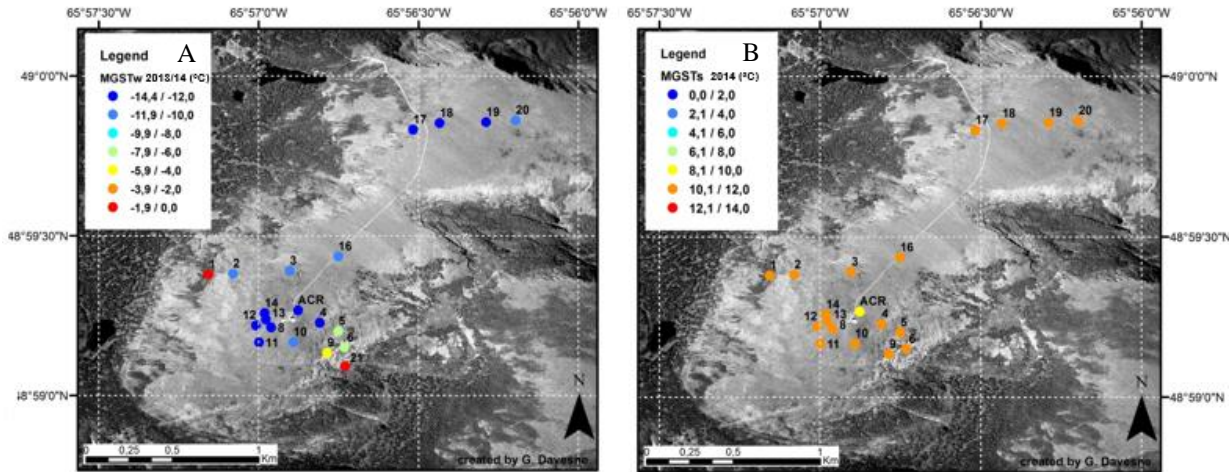 65°57'30"W 65°57'0"W 65°56'30"W 65°56'0"W
A
Legend
MGSTw 2018/14 (°C)
-14,4 / -12,0
-11,9 / -10,0
-9,9 / -8,0
-7,9 / -6,0
-5,9 / -4,0
-3,9 / -2,0
-1,9 / 0,0
49°0'0"N
17 18 19 20
48°59'30"N
16
1 2 3
14 ACR
13
12 8 4
5
11 10 9 6
21
48°59'0"N
N
0 0.25 0.5 1
Km
created by G. Davesne
65°57'30"W 65°57'0"W 65°56'30"W 65°56'0"W
B
Legend
MGSTs 2014 (°C)
0,0 / 2,0
2,1 / 4,0
4,1 / 6,0
6,1 / 8,0
8,1 / 10,0
10,1 / 12,0
12,1 / 14,0
49°0'0"N
17 18 19 20
48°59'30"N
16
1 2 3
14 ACR
13
12 8 4 5
11 10 9 6
48°59'0"N
N
0 0.25 0.5 1
Km
created by G. Davesne